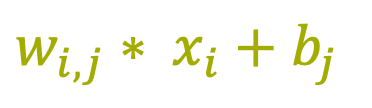 w_{i,j} * x_i + b_j